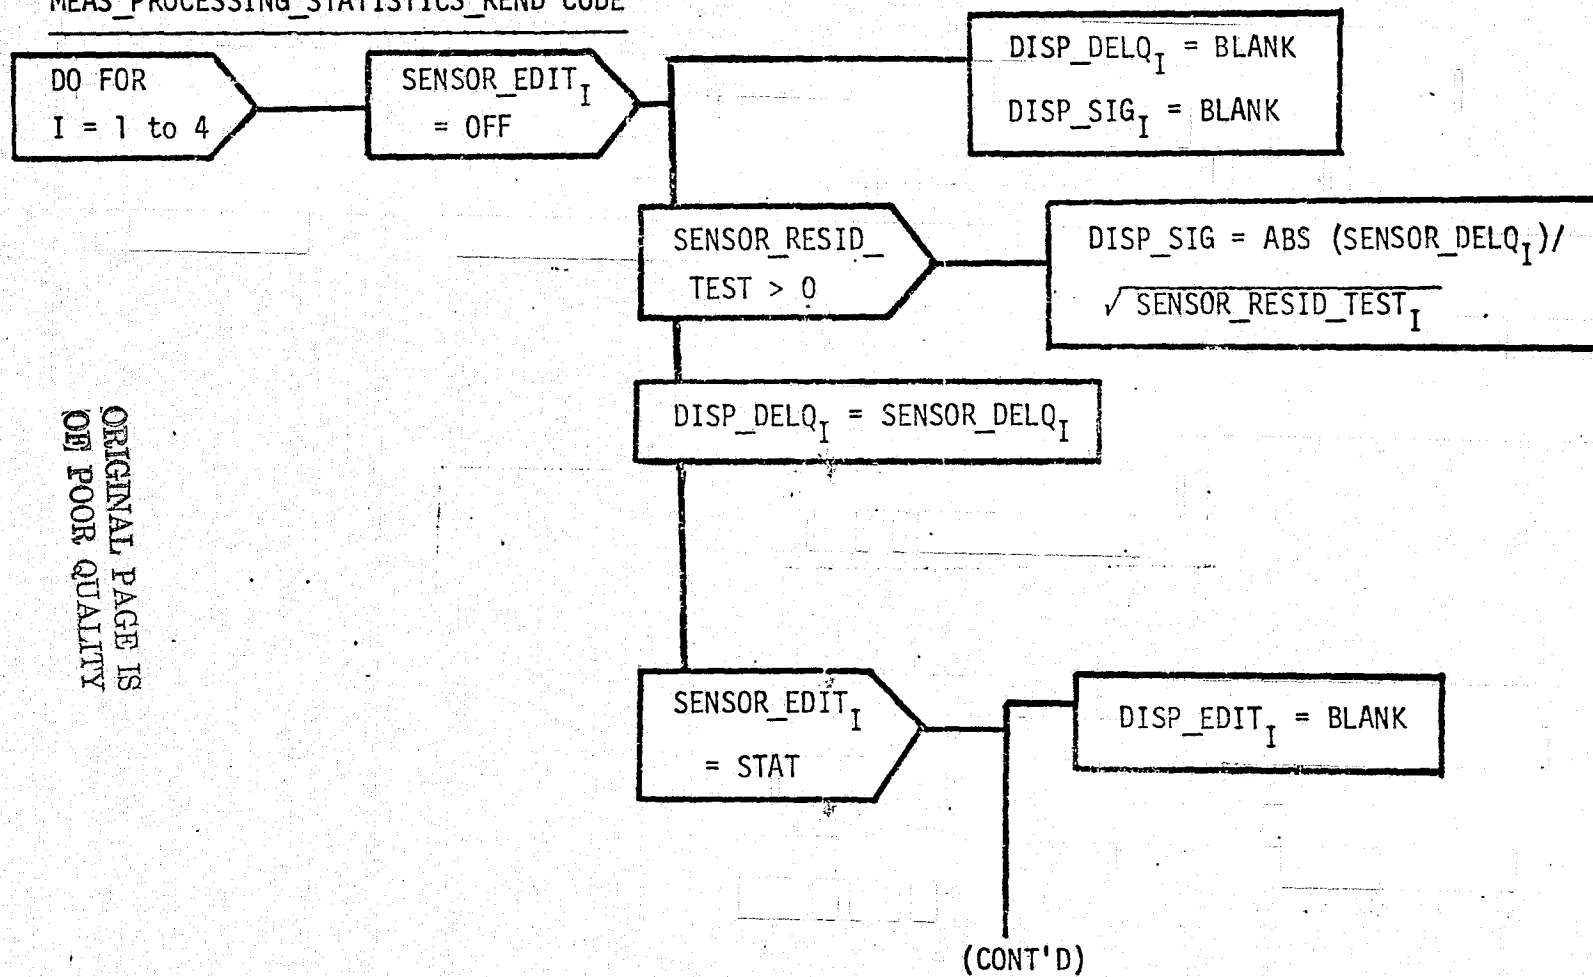 MEAS_PROCESSING_STATISTICS_REND CODE
DO FOR
I = 1 to 4
SENSOR_EDIT_I
= OFF
DISP_DELQ_I = BLANK
DISP_SIG_I = BLANK
SENSOR_RESID_
TEST > 0
DISP_SIG = ABS (SENSOR_DELQ_I)/
√ SENSOR_RESID_TEST_I
DISP_DELQ_I = SENSOR_DELQ_I
ORIGINAL PAGE IS
OF POOR QUALITY
SENSOR_EDIT_I
= STAT
DISP_EDIT_I = BLANK
(CONT'D)